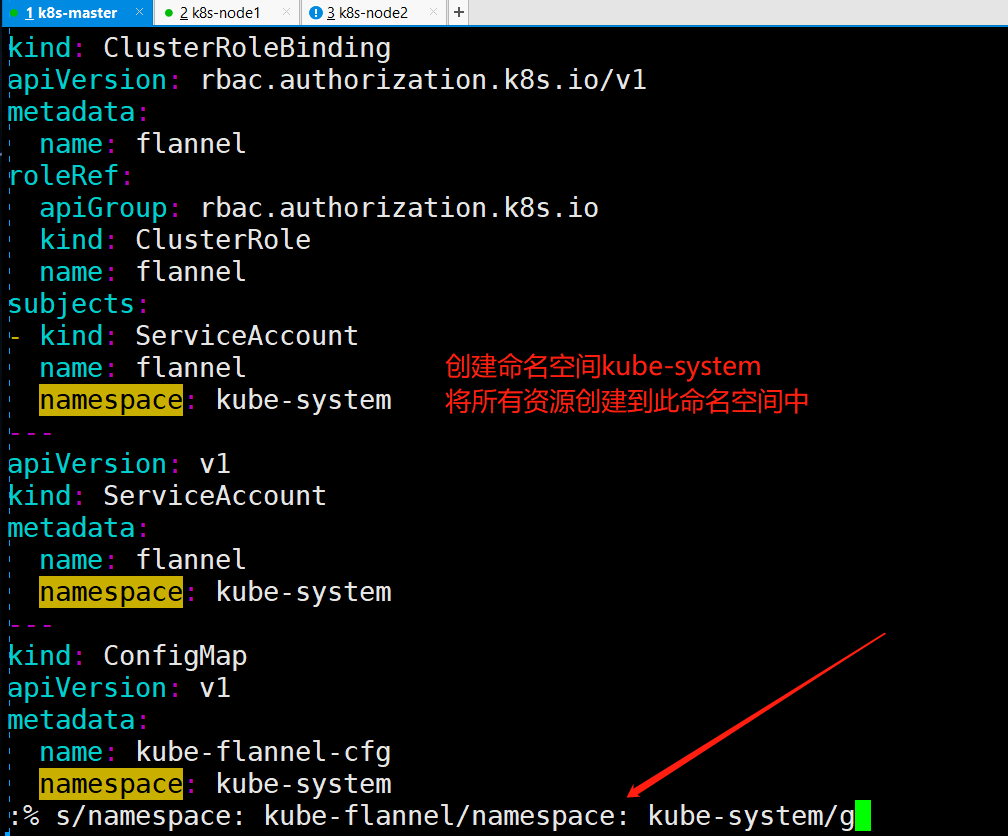 1 k8s-master × 2 k8s-node1 × 3 k8s-node2 × +
kind: ClusterRoleBinding
apiVersion: rbac.authorization.k8s.io/v1
metadata:
  name: flannel
roleRef:
  apiGroup: rbac.authorization.k8s.io
  kind: ClusterRole
  name: flannel
subjects:
- kind: ServiceAccount
  name: flannel
创建命名空间kube-system
  namespace: kube-system
将所有资源创建到此命名空间中
---
apiVersion: v1
kind: ServiceAccount
metadata:
  name: flannel
  namespace: kube-system
---
kind: ConfigMap
apiVersion: v1
metadata:
  name: kube-flannel-cfg
  namespace: kube-system
:% s/namespace: kube-flannel/namespace: kube-system/g